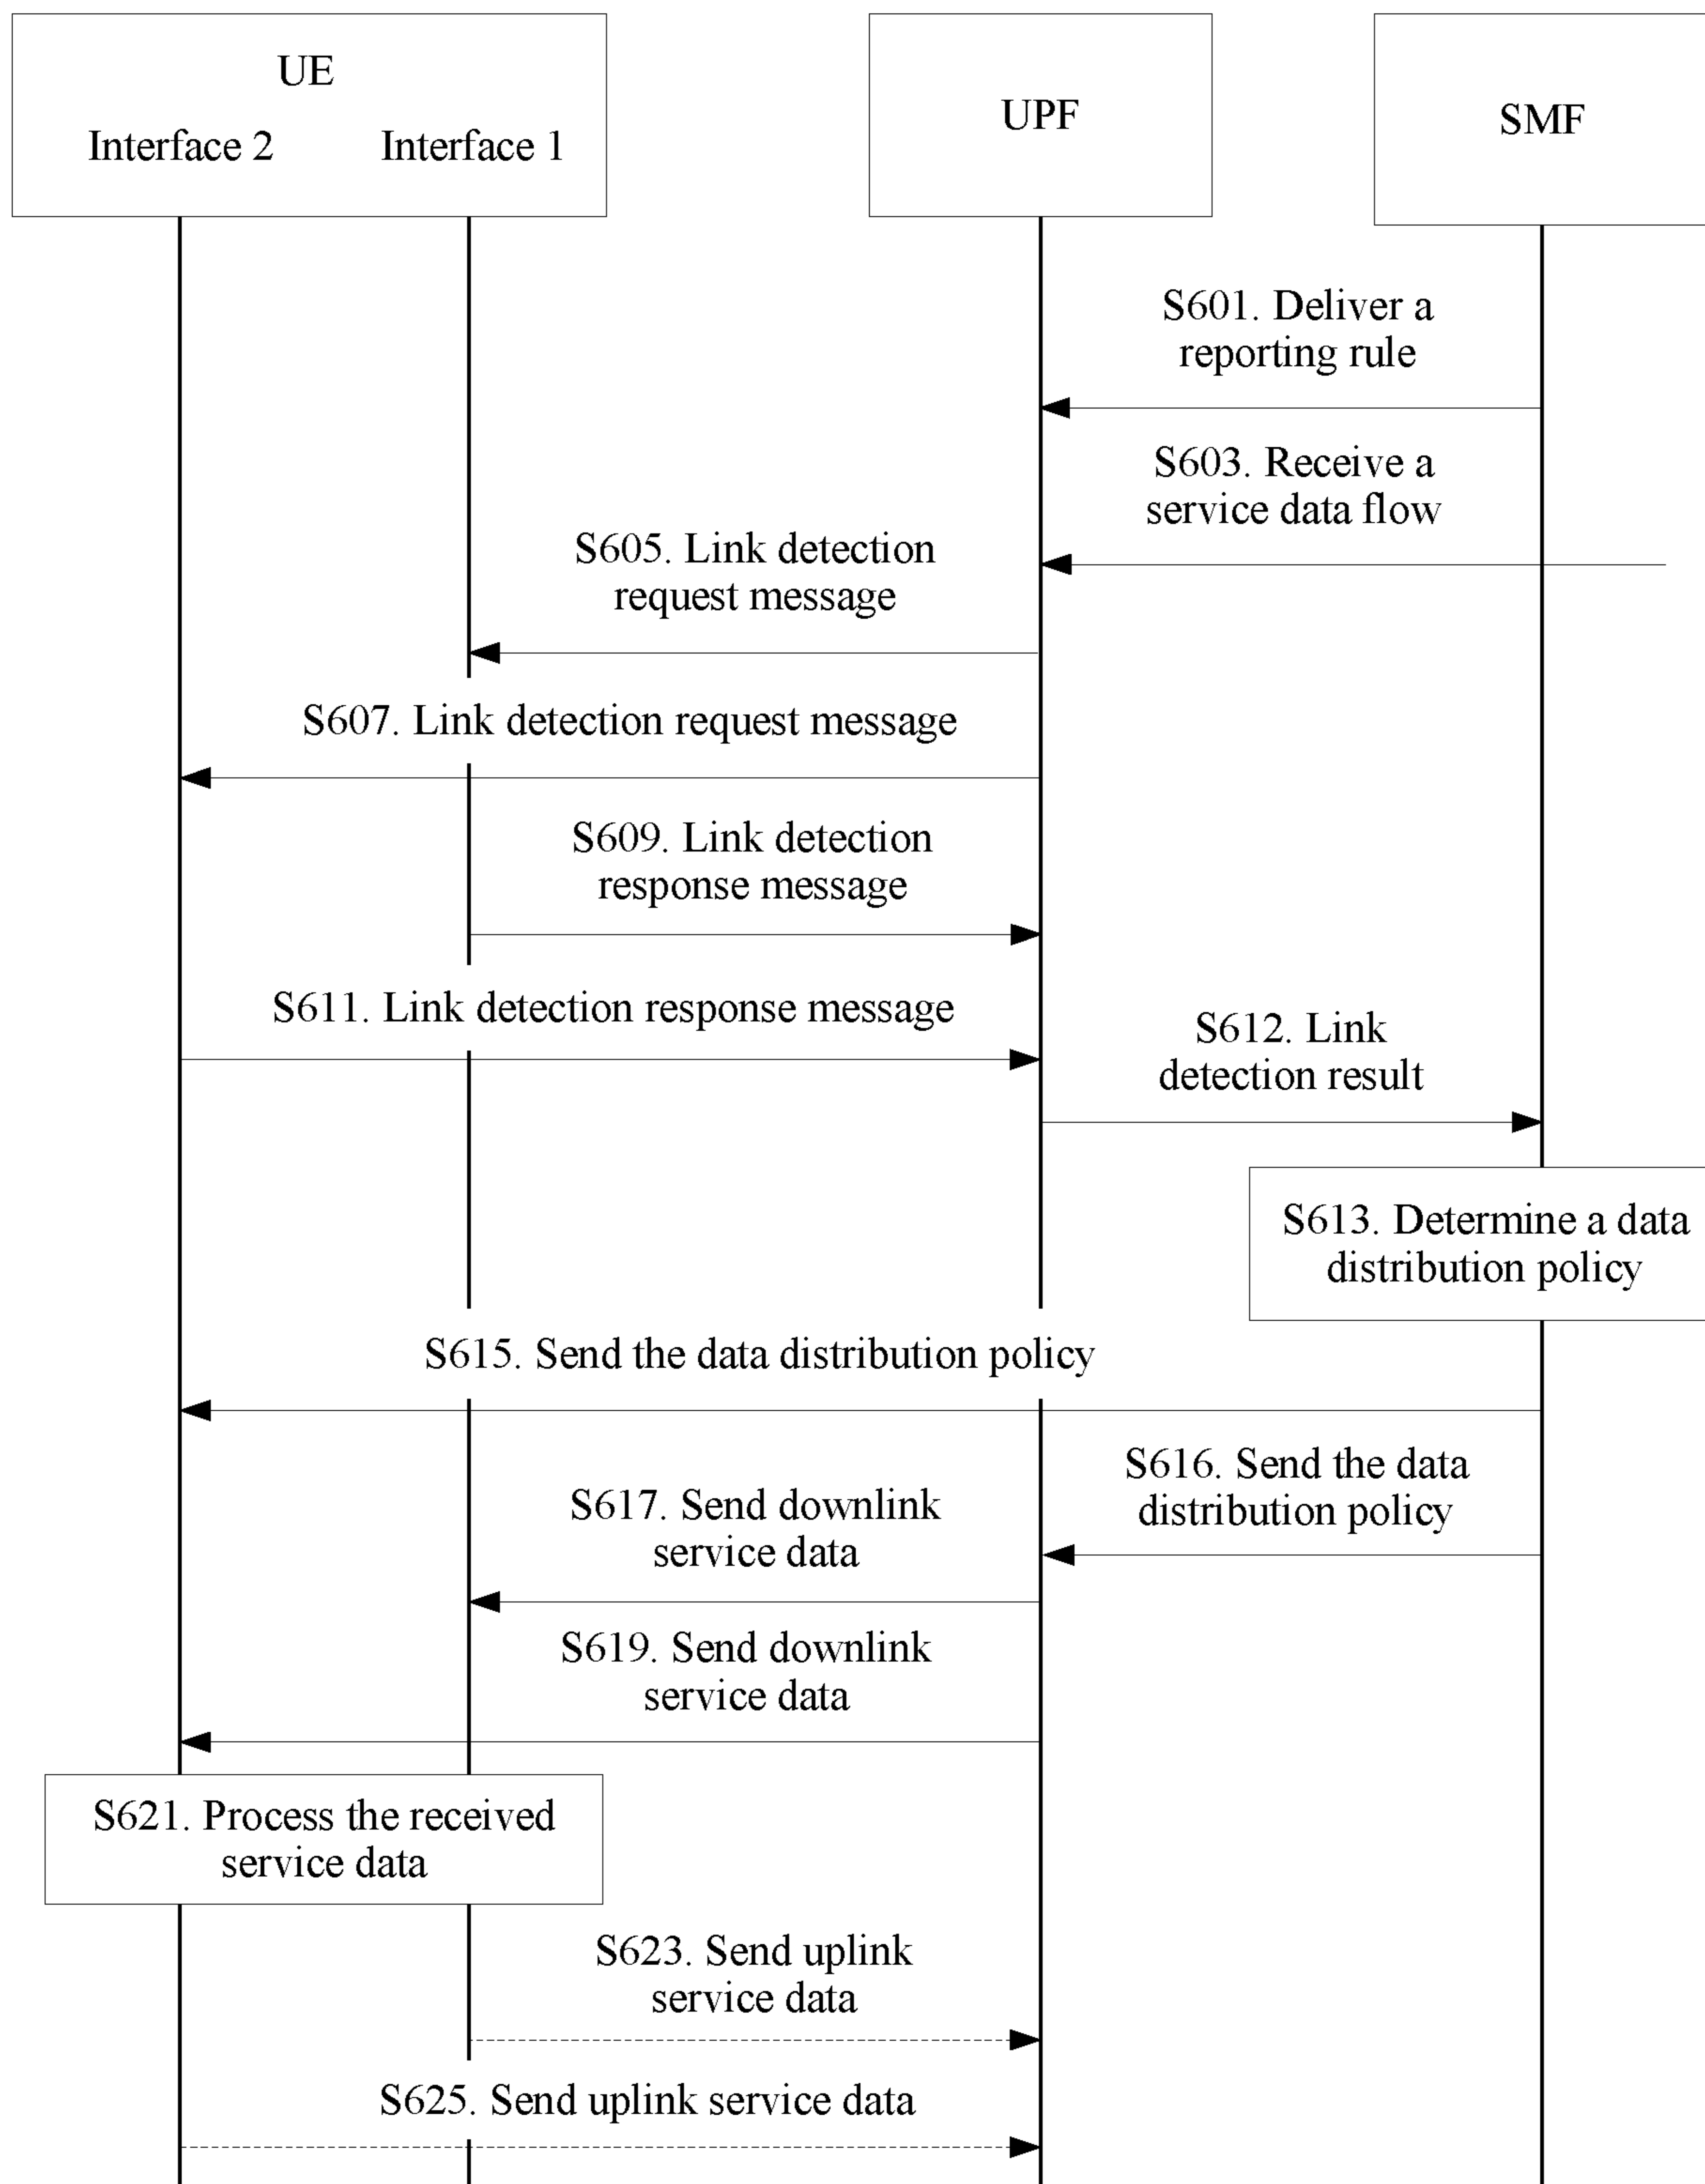 UE
Interface 2
Interface 1
UPF
SMF
S601. Deliver a
reporting rule
S603. Receive a
service data flow
S605. Link detection
request message
S607. Link detection request message
S609. Link detection
response message
S611. Link detection response message
S612. Link
detection result
S613. Determine a data
distribution policy
S615. Send the data distribution policy
S616. Send the data
distribution policy
S617. Send downlink
service data
S619. Send downlink
service data
S621. Process the received
service data
S623. Send uplink
service data
S625. Send uplink service data